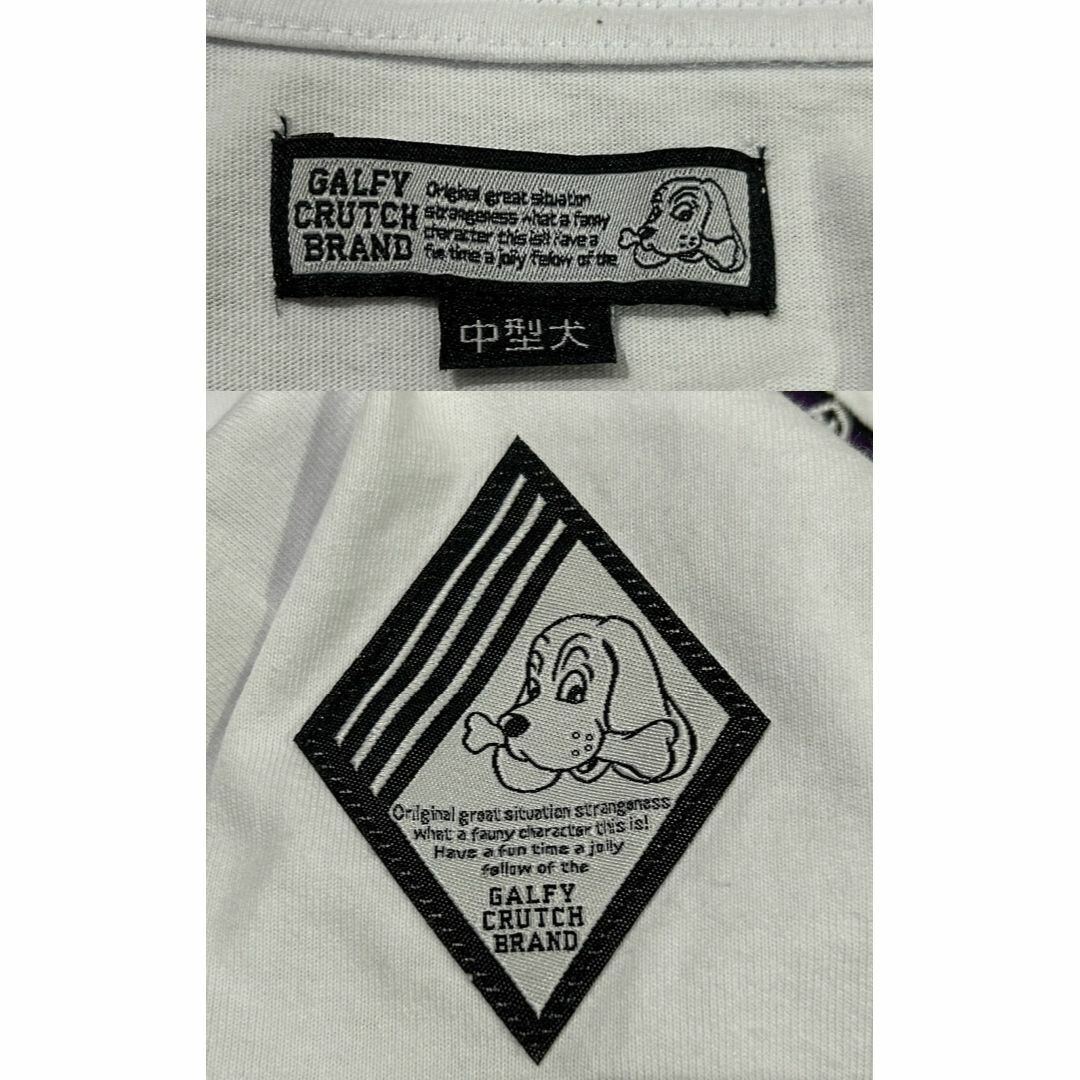 GALFY
CRUTCH
BRAND
Original great situation
strangeness what a fauny
character this is!! Have a
fun time a jolly fellow of the
中型犬
Oriiginal great situation strangeness
what a fauny character this is!
Have a fun time a jolly
fellow of the
GALFY
CRUTCH
BRAND